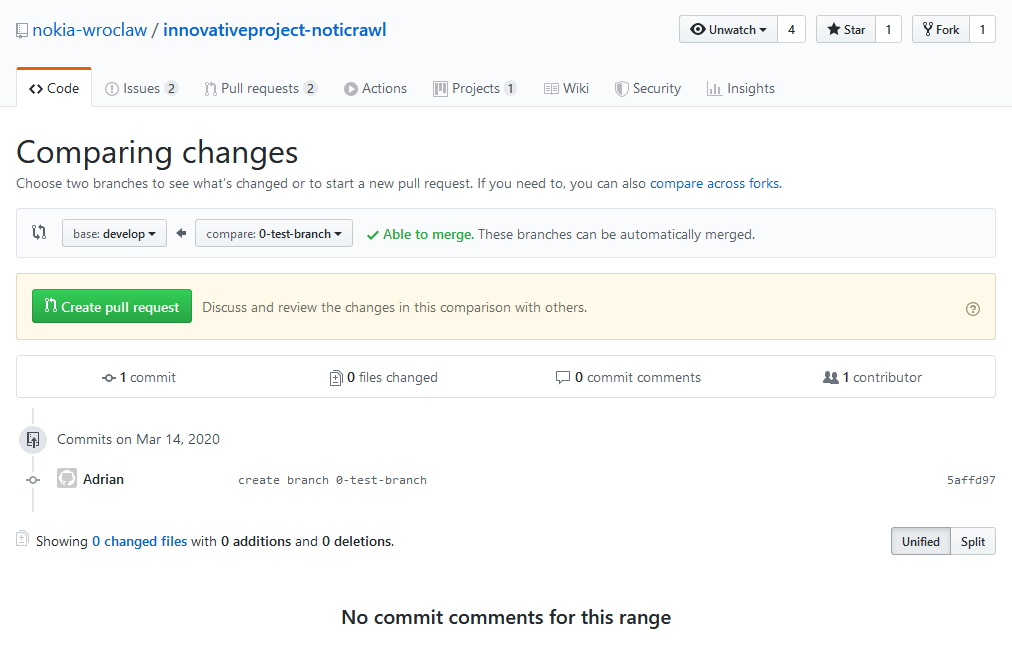 nokia-wroclaw / innovativeproject-noticrawl
Unwatch 4 Star 1 Fork 1
Code Issues 2 Pull requests 2 Actions Projects 1 Wiki Security Insights
Comparing changes
Choose two branches to see what's changed or to start a new pull request. If you need to, you can also compare across forks.
base: develop compare: 0-test-branch Able to merge. These branches can be automatically merged.
Create pull request Discuss and review the changes in this comparison with others.
1 commit 0 files changed 0 commit comments 1 contributor
Commits on Mar 14, 2020
Adrian create branch 0-test-branch 5affd97
Showing 0 changed files with 0 additions and 0 deletions. Unified Split
No commit comments for this range